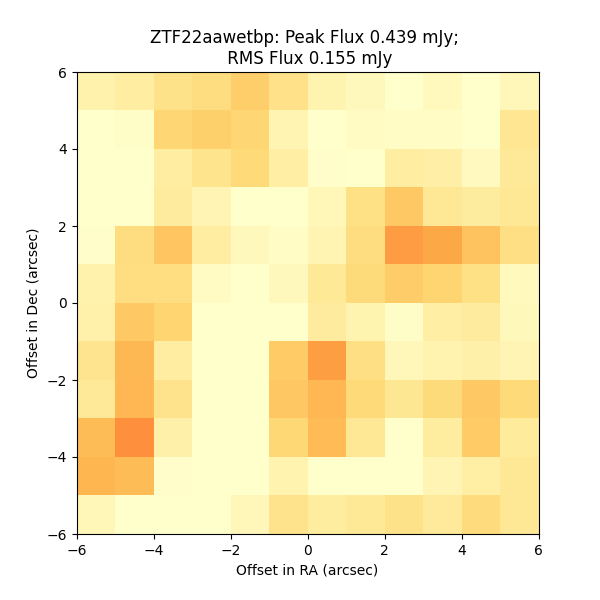 ZTF22aawetbp: Peak Flux 0.439 mJy;
RMS Flux 0.155 mJy
6
4
2
0
−2
−4
−6
Offset in Dec (arcsec)
−6 −4 −2 0 2 4 6
Offset in RA (arcsec)